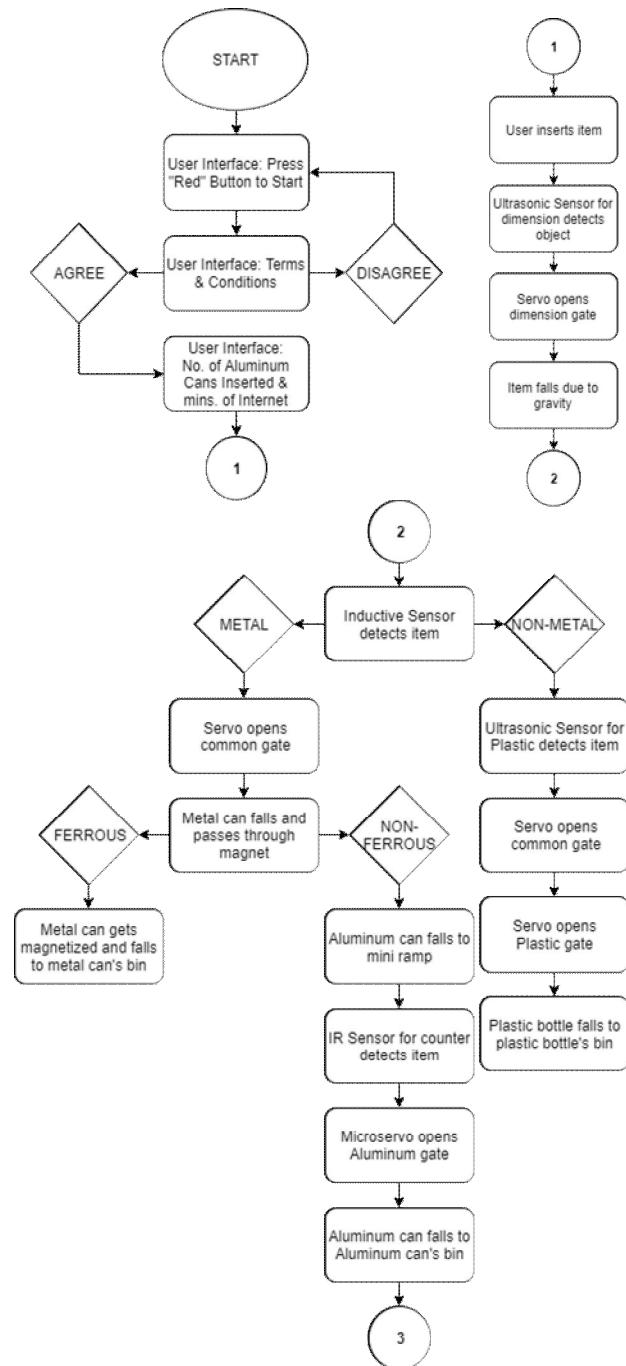 START
User Interface: Press
"Red" Button to Start
AGREE
User Interface: Terms
& Conditions
DISAGREE
User Interface:
No. of Aluminum
Cans Inserted &
mins. of Internet
1
1
User inserts item
Ultrasonic Sensor for
dimension detects
object
Servo opens
dimension gate
Item falls due to
gravity
2
2
METAL
Inductive Sensor
detects item
NON-METAL
Servo opens
common gate
FERROUS
Metal can falls and
passes through
magnet
NON-
FERROUS
Metal can gets
magnetized and falls
to metal can's bin
Aluminum can falls to
mini ramp
IR Sensor for counter
detects item
Microservo opens
Aluminum gate
Aluminum can falls to
Aluminum can's bin
3
Ultrasonic Sensor for
Plastic detects item
Servo opens
common gate
Servo opens
Plastic gate
Plastic bottle falls to
plastic bottle's bin